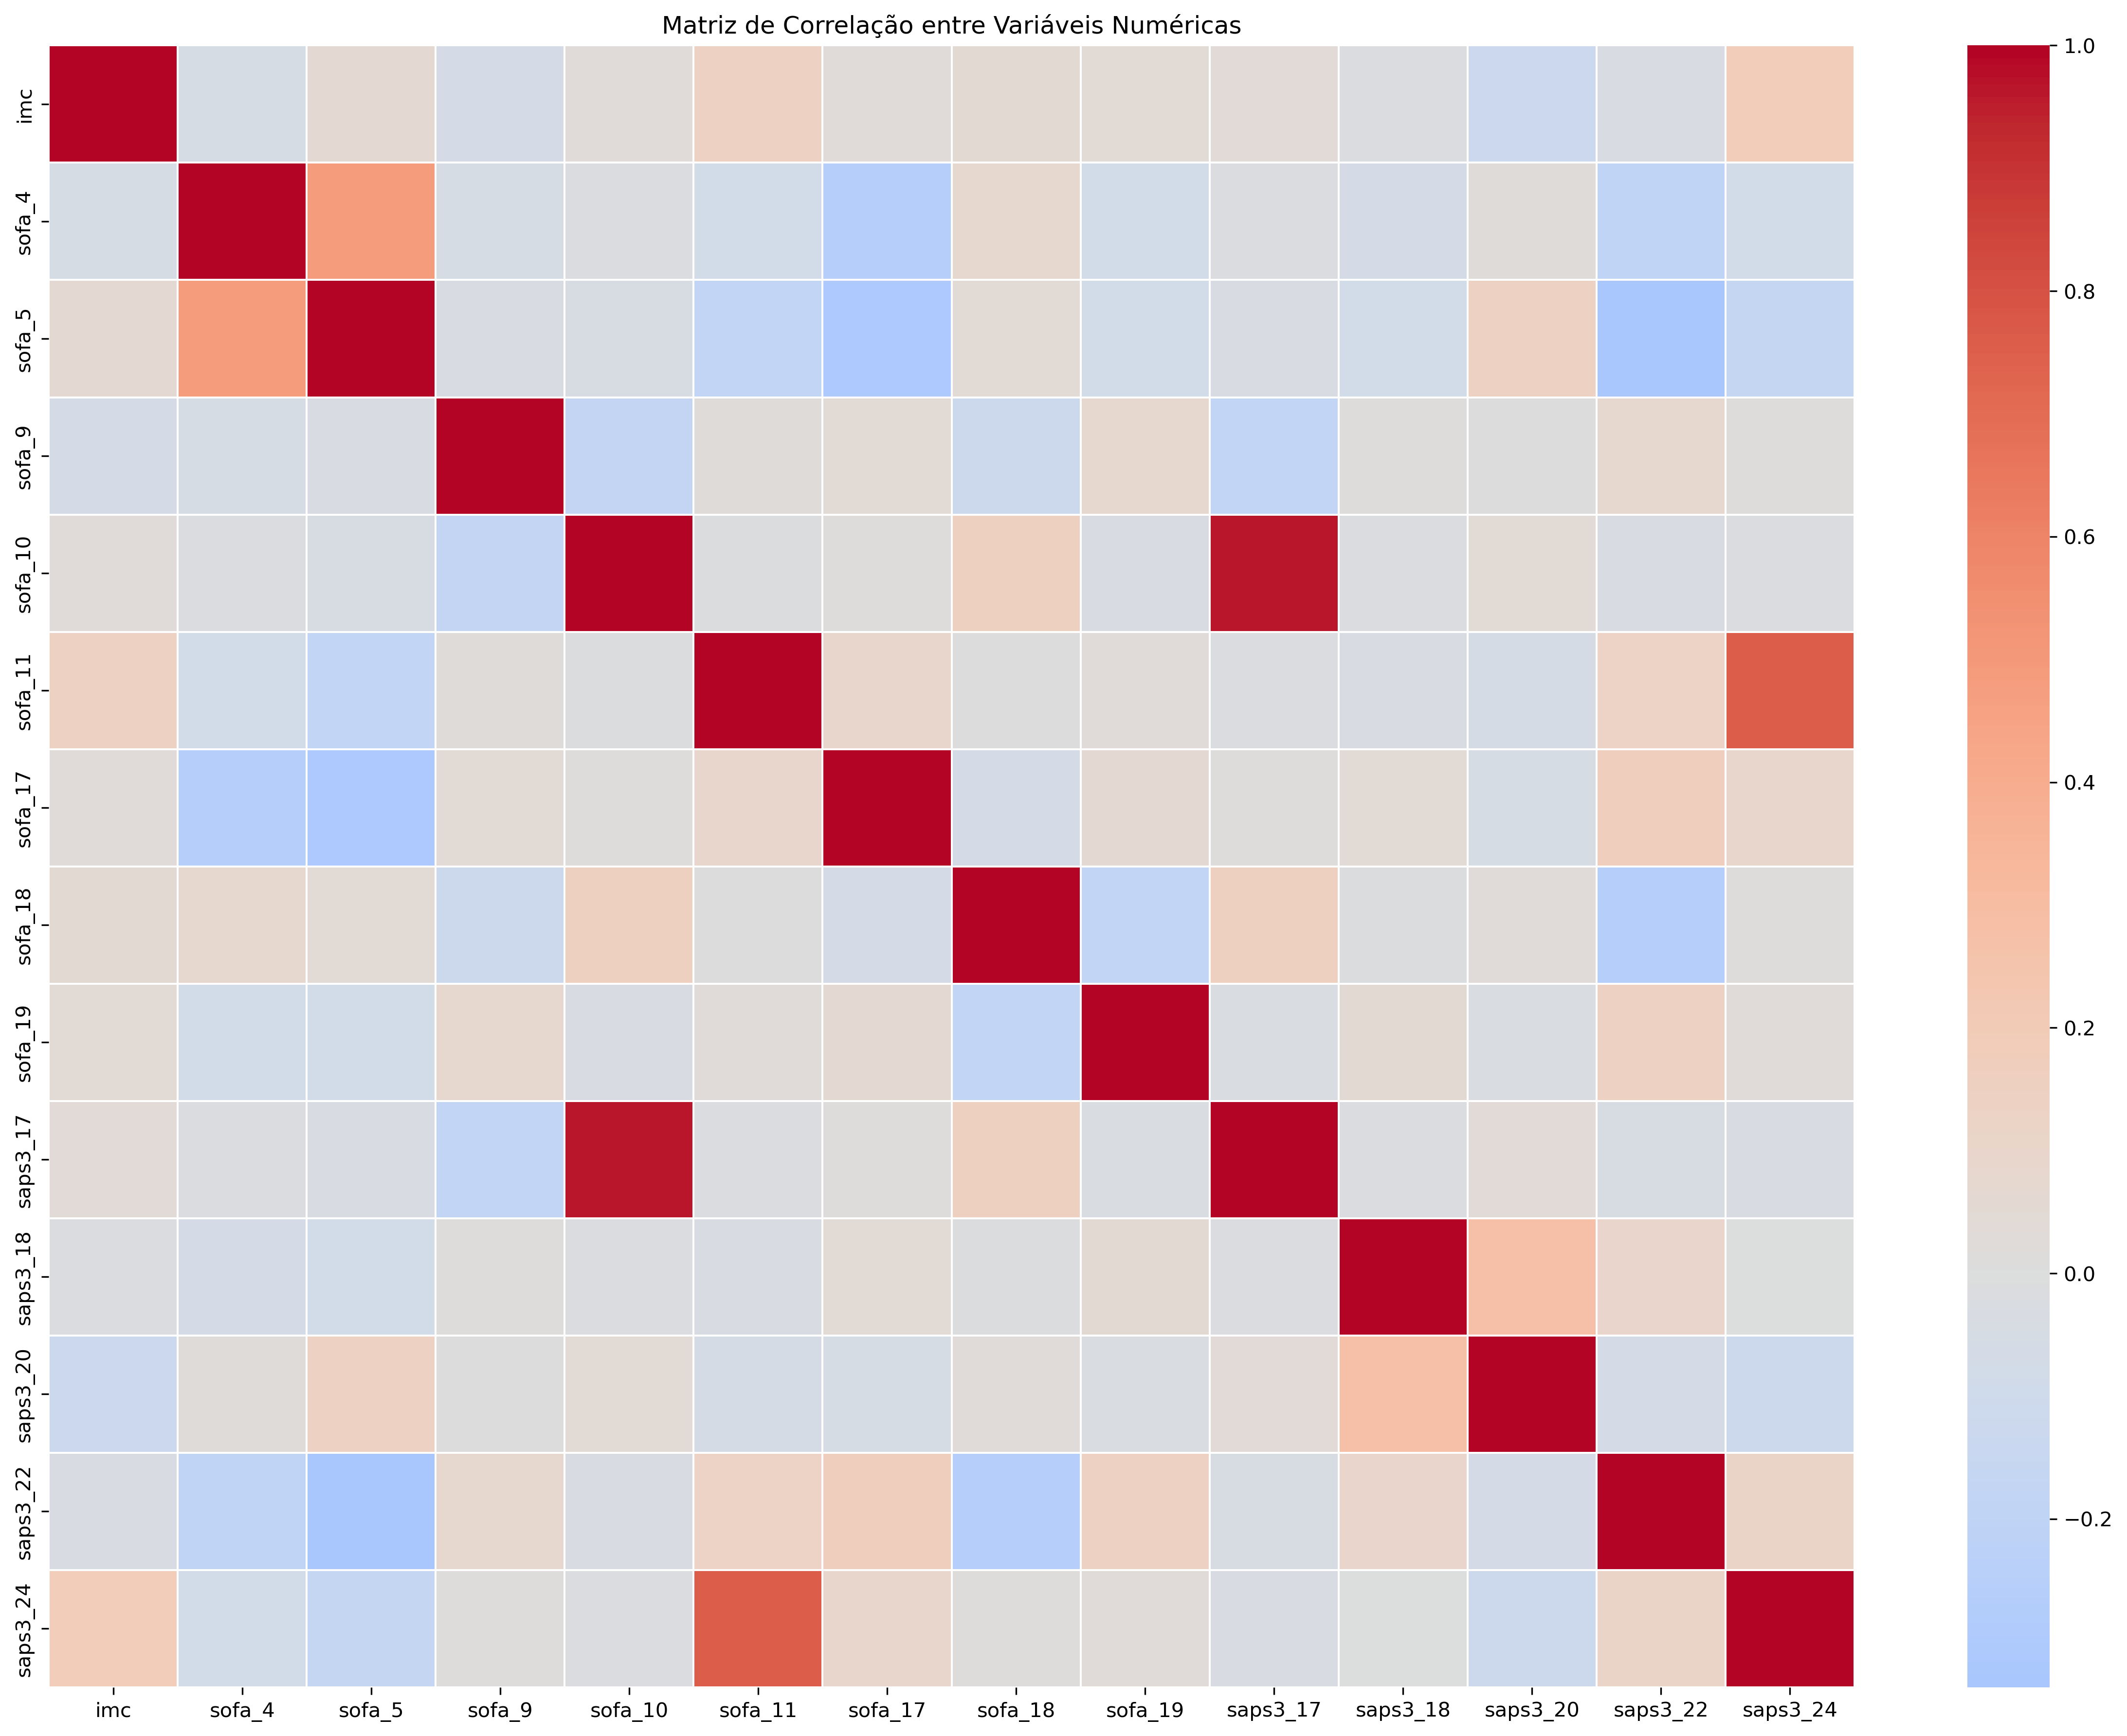 Matriz de Correlação entre Variáveis Numéricas
imc
sofa_4
sofa_5
sofa_9
sofa_10
sofa_11
sofa_17
sofa_18
sofa_19
saps3_17
saps3_18
saps3_20
saps3_22
saps3_24
imc
sofa_4
sofa_5
sofa_9
sofa_10
sofa_11
sofa_17
sofa_18
sofa_19
saps3_17
saps3_18
saps3_20
saps3_22
saps3_24
1.0
0.8
0.6
0.4
0.2
0.0
−0.2